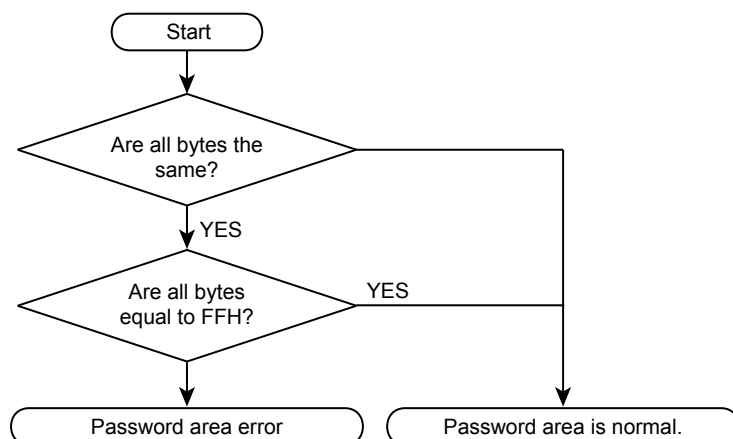 Start
Are all bytes the
same?
YES
Are all bytes
equal to FFH?
YES
Password area error
Password area is normal.